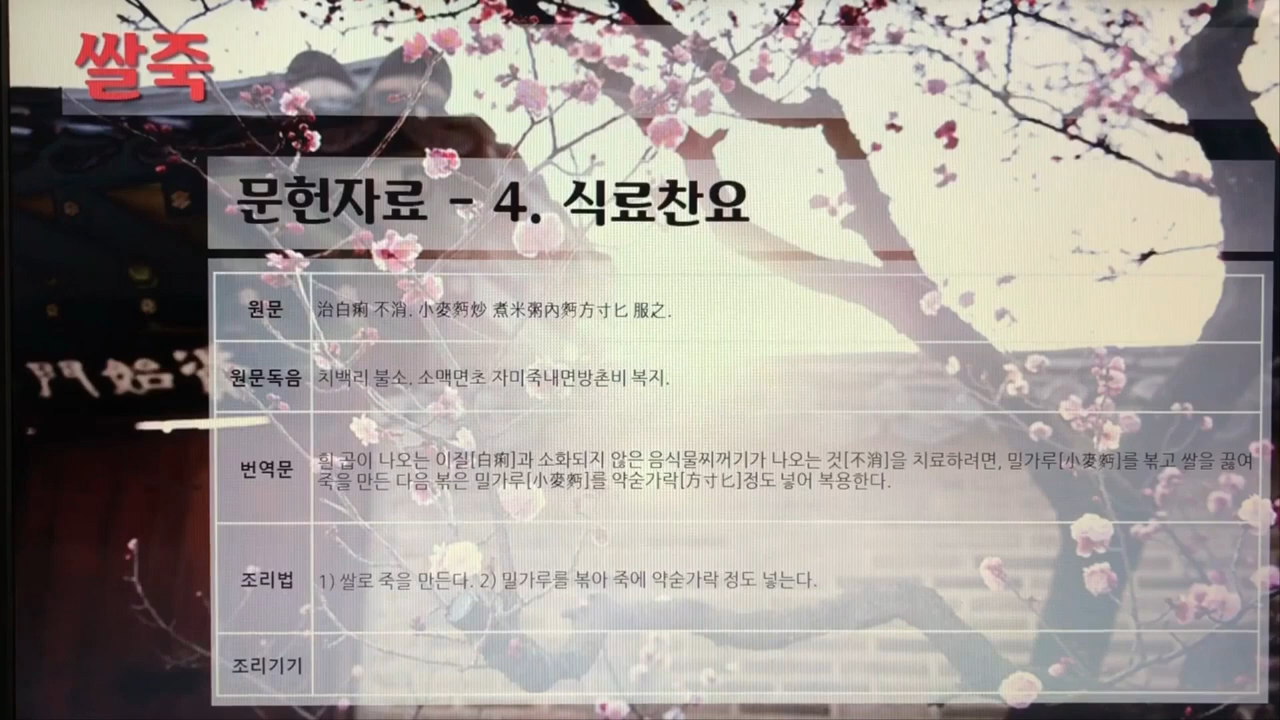 쌀죽
문헌자료 - 4. 식료찬요
원문
治白痢 不消. 小麥麪炒 煮米粥內麪方寸匕 服之.
원문독음
치백리 불소. 소맥면초 자미죽내면방촌비 복지.
번역문
흰 곱이 나오는 이질[白痢]과 소화되지 않은 음식물찌꺼기가 나오는 것[不消]을 치료하려면, 밀가루[小麥麪]를 볶고 쌀을 끓여
죽을 만든 다음 볶은 밀가루[小麥麪]를 약숟가락[方寸匕]정도 넣어 복용한다.
조리법
1) 쌀로 죽을 만든다. 2) 밀가루를 볶아 죽에 약숟가락 정도 넣는다.
조리기기
門始